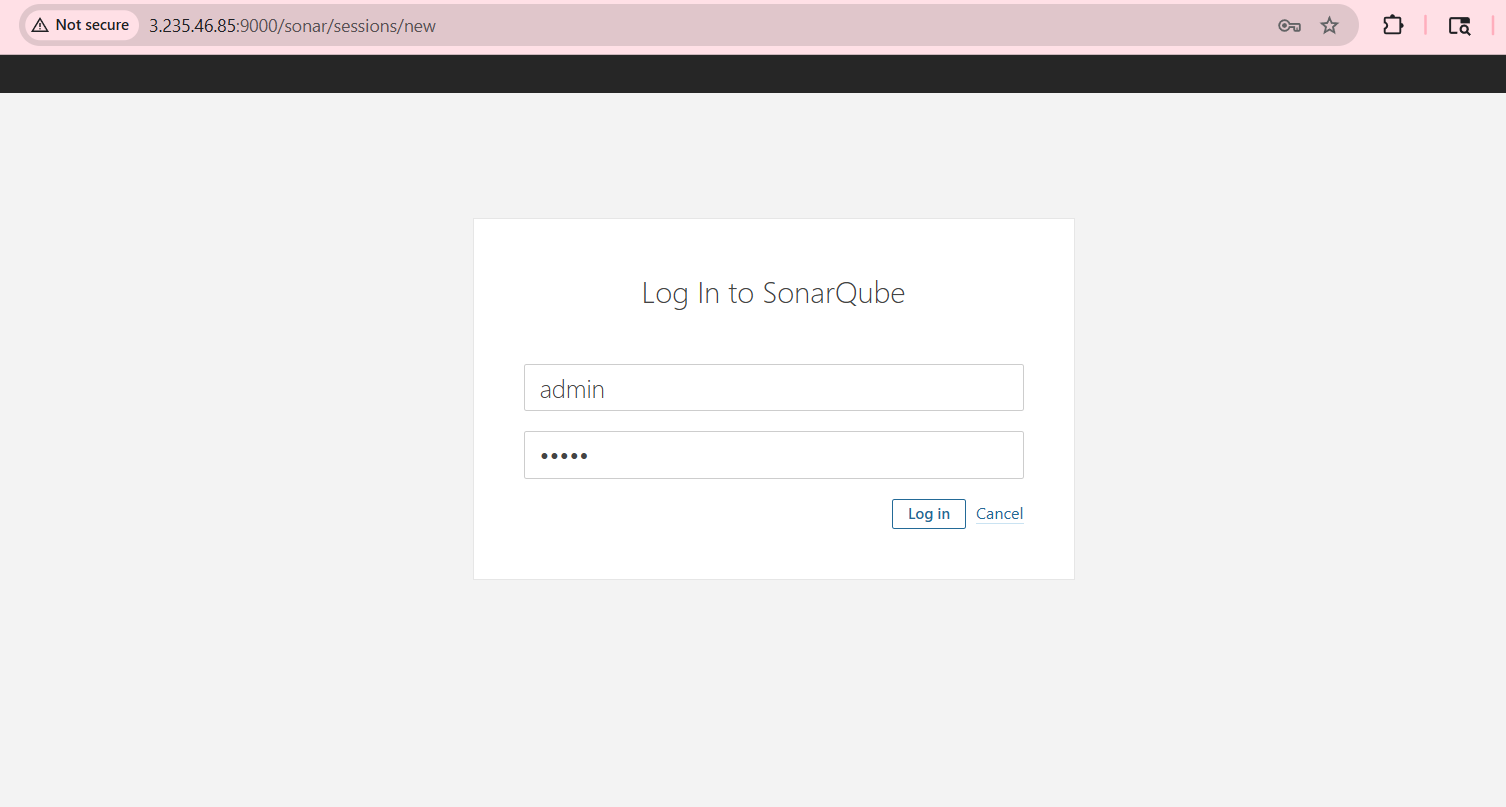 Not secure 3.235.46.85:9000/sonar/sessions/new
Log In to SonarQube
admin
•••••
Log in Cancel